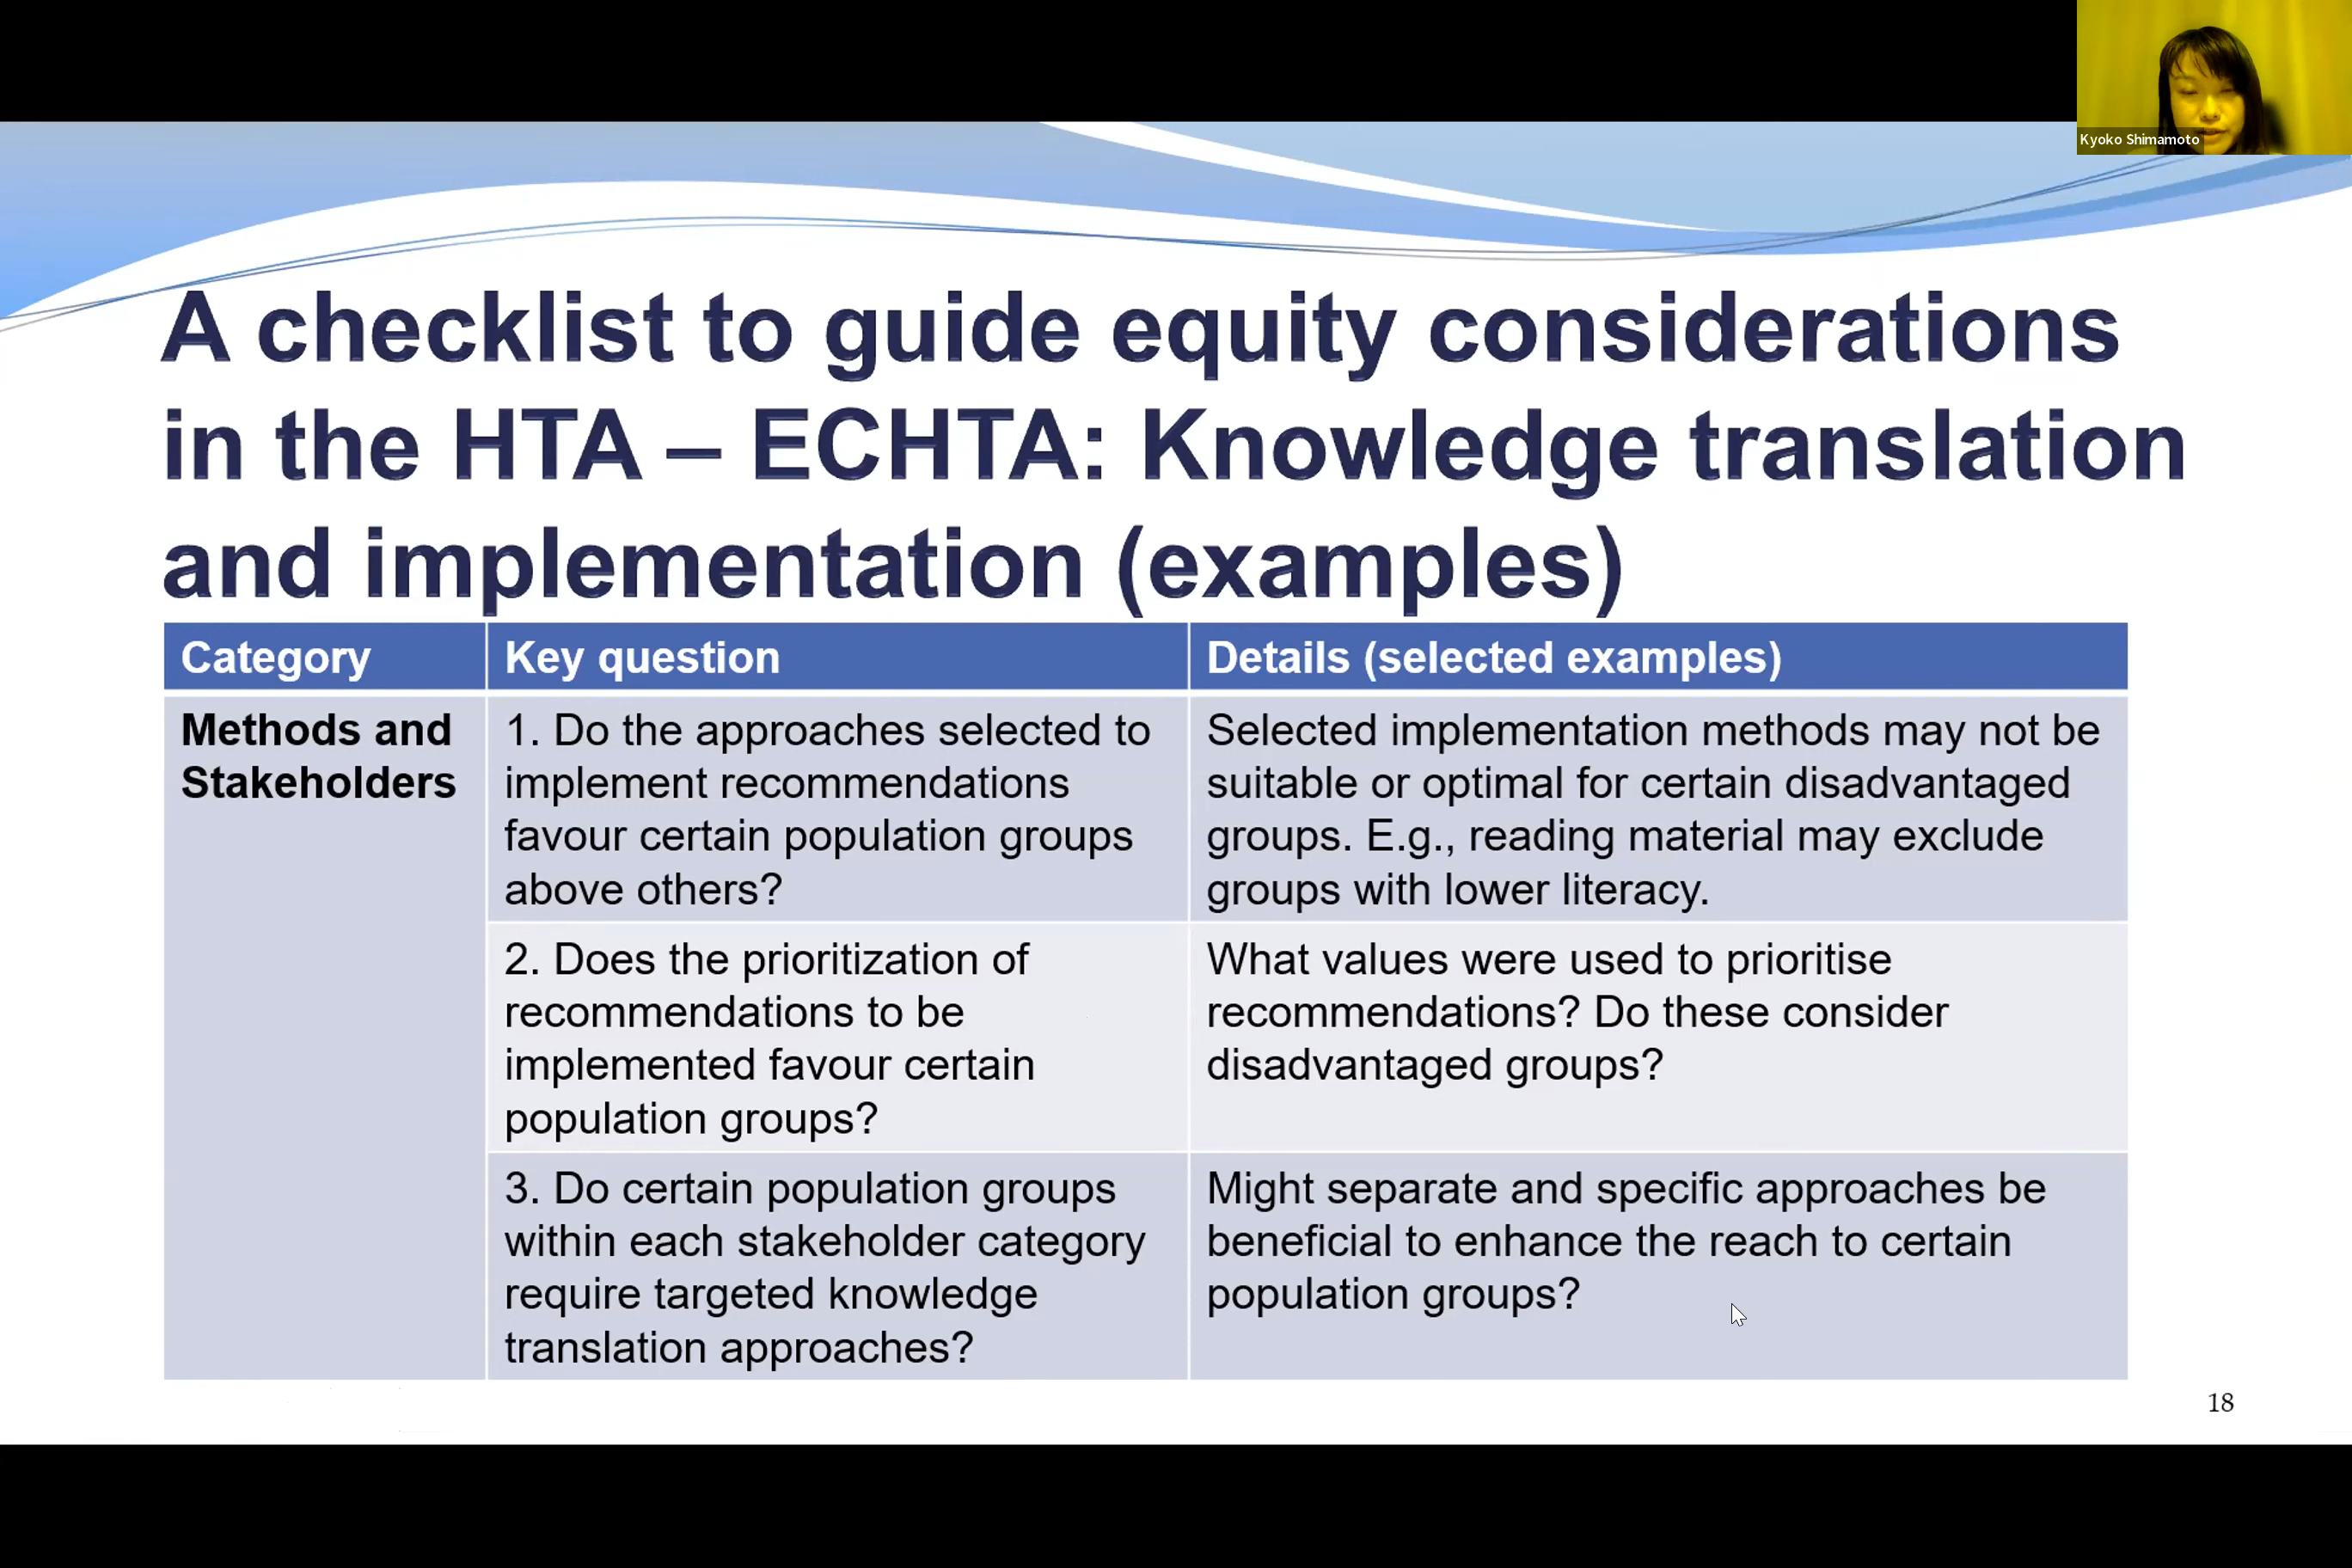 Kyoko Shimamoto
A checklist to guide equity considerations
in the HTA – ECHTA: Knowledge translation
and implementation (examples)
Category
Key question
Details (selected examples)
Methods and
Stakeholders
1. Do the approaches selected to
implement recommendations
favour certain population groups
above others?
Selected implementation methods may not be
suitable or optimal for certain disadvantaged
groups. E.g., reading material may exclude
groups with lower literacy.
2. Does the prioritization of
recommendations to be
implemented favour certain
population groups?
What values were used to prioritise
recommendations? Do these consider
disadvantaged groups?
3. Do certain population groups
within each stakeholder category
require targeted knowledge
translation approaches?
Might separate and specific approaches be
beneficial to enhance the reach to certain
population groups?
18